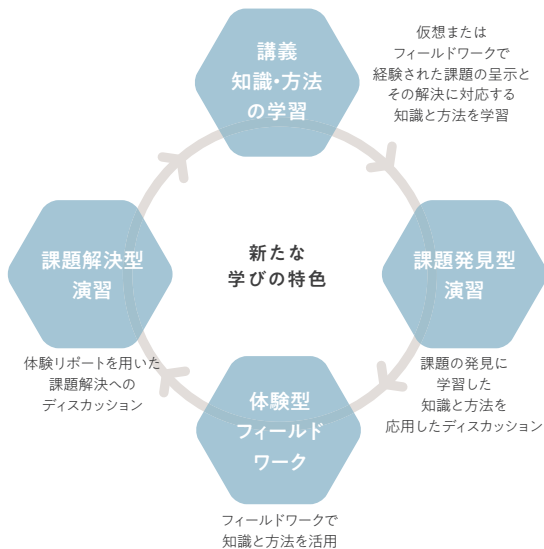 講義
知識・方法
の学習
仮想または
フィールドワークで
経験された課題の呈示と
その解決に対応する
知識と方法を学習
新たな
学びの特色
課題解決型
演習
課題発見型
演習
体験リポートを用いた
課題解決への
ディスカッション
課題の発見に
学習した
知識と方法を
応用したディスカッション
体験型
フィールド
ワーク
フィールドワークで
知識と方法を活用